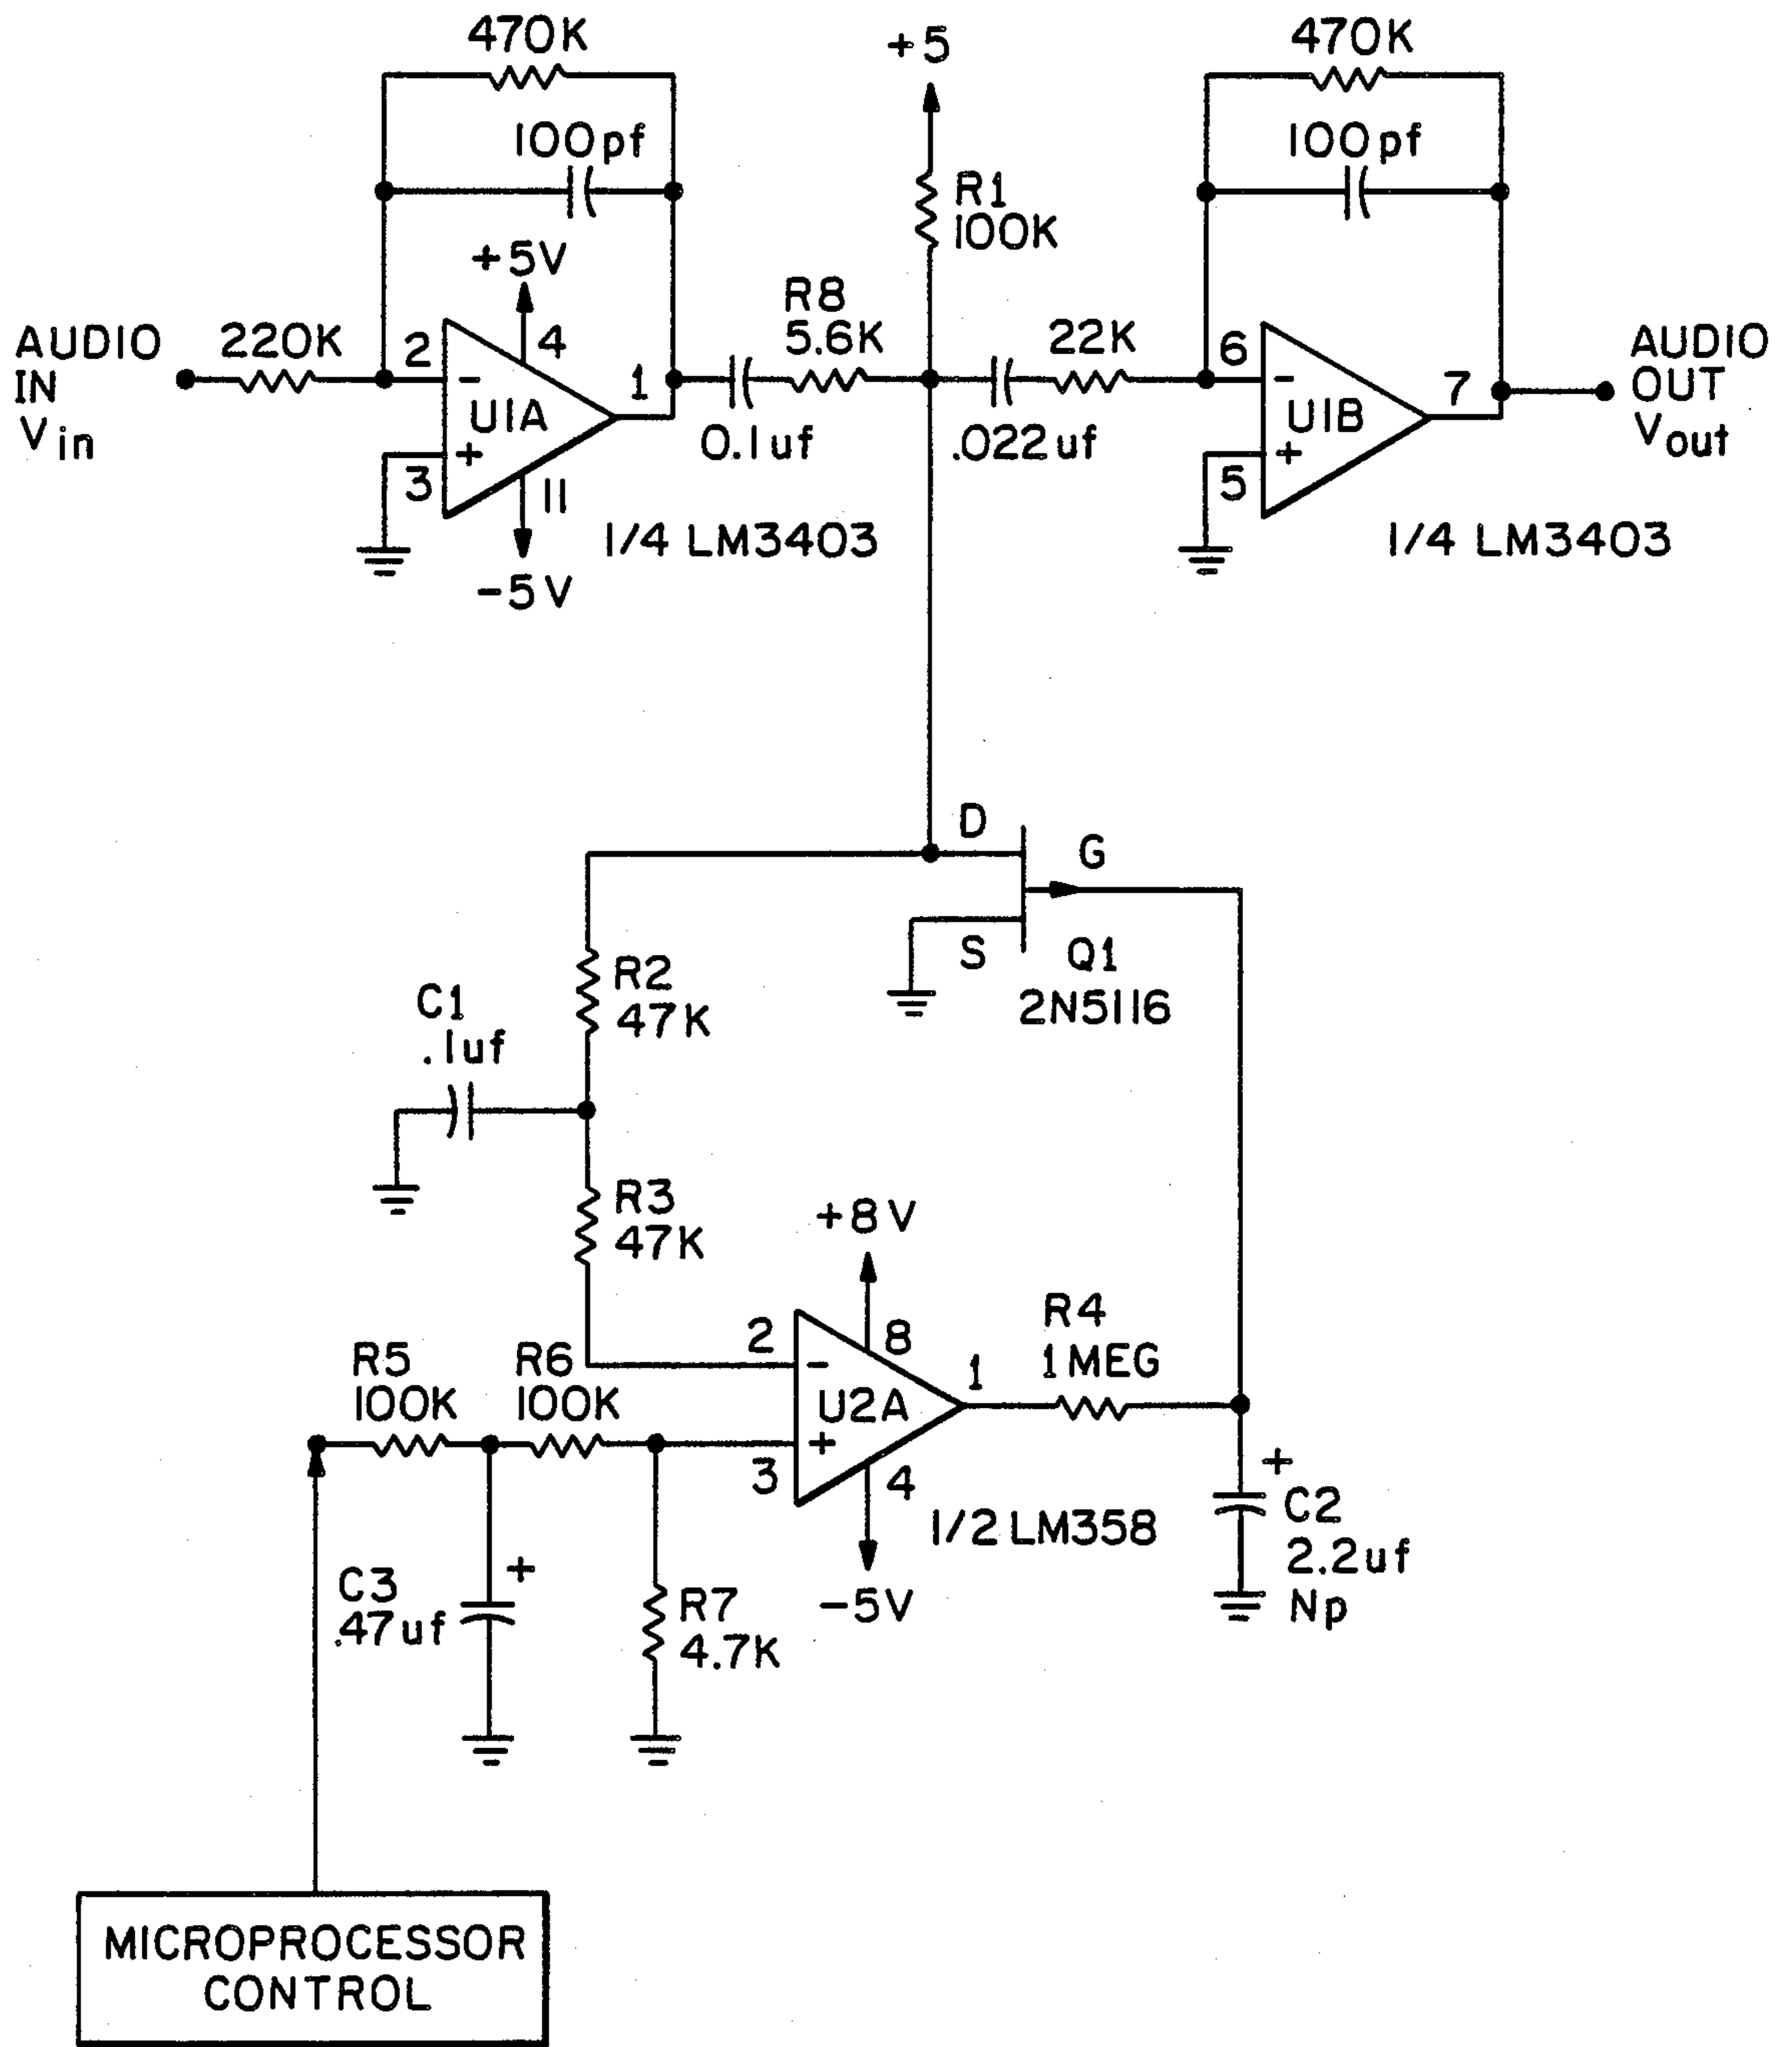 470K
100pf
+5V
AUDIO
IN
Vin
220K
2
-
4
U1A
1
+
3
11
-5V
1/4 LM3403
0.1uf
R8
5.6K
+5
R1
100K
.022uf
22K
470K
100pf
6
-
U1B
7
+
5
1/4 LM3403
AUDIO
OUT
Vout
D
G
S
Q1
2N5116
R2
47K
C1
.1uf
R3
47K
+8V
2
-
8
U2A
1
+
3
4
-5V
1/2 LM358
R4
1MEG
R5
100K
R6
100K
+
C3
.47uf
R7
4.7K
+
C2
2.2uf
Np
MICROPROCESSOR
CONTROL